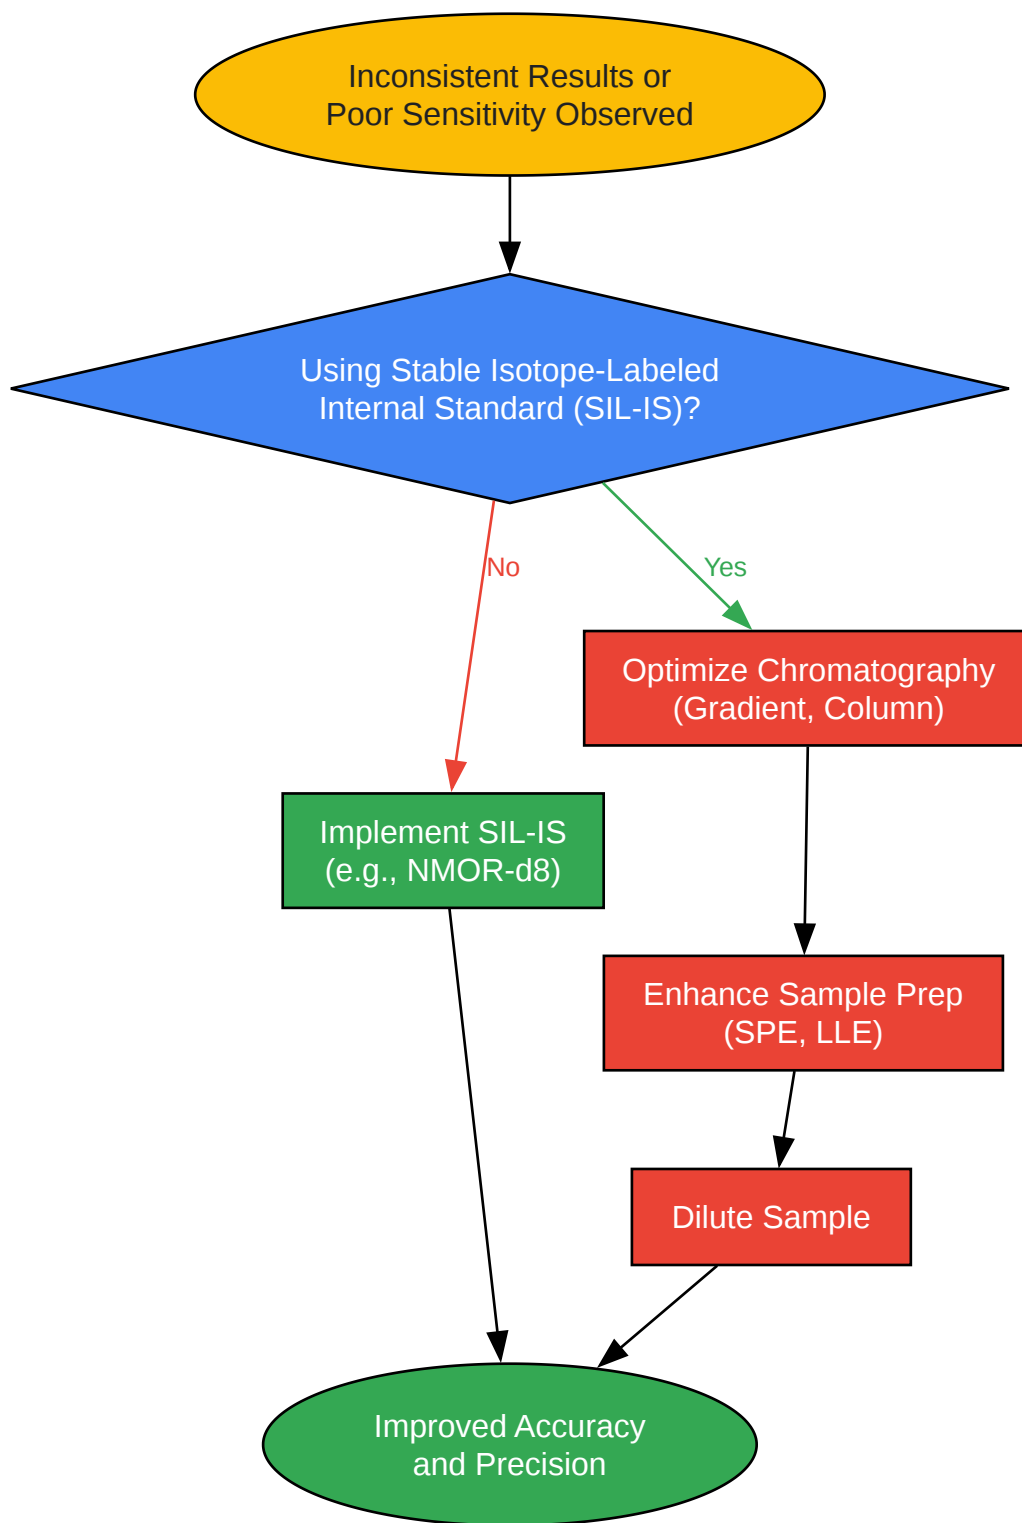 Inconsistent Results or
Poor Sensitivity Observed
Using Stable Isotope-Labeled
Internal Standard (SIL-IS)?
No
Yes
Optimize Chromatography
(Gradient, Column)
Implement SIL-IS
(e.g., NMOR-d8)
Enhance Sample Prep
(SPE, LLE)
Dilute Sample
Improved Accuracy
and Precision